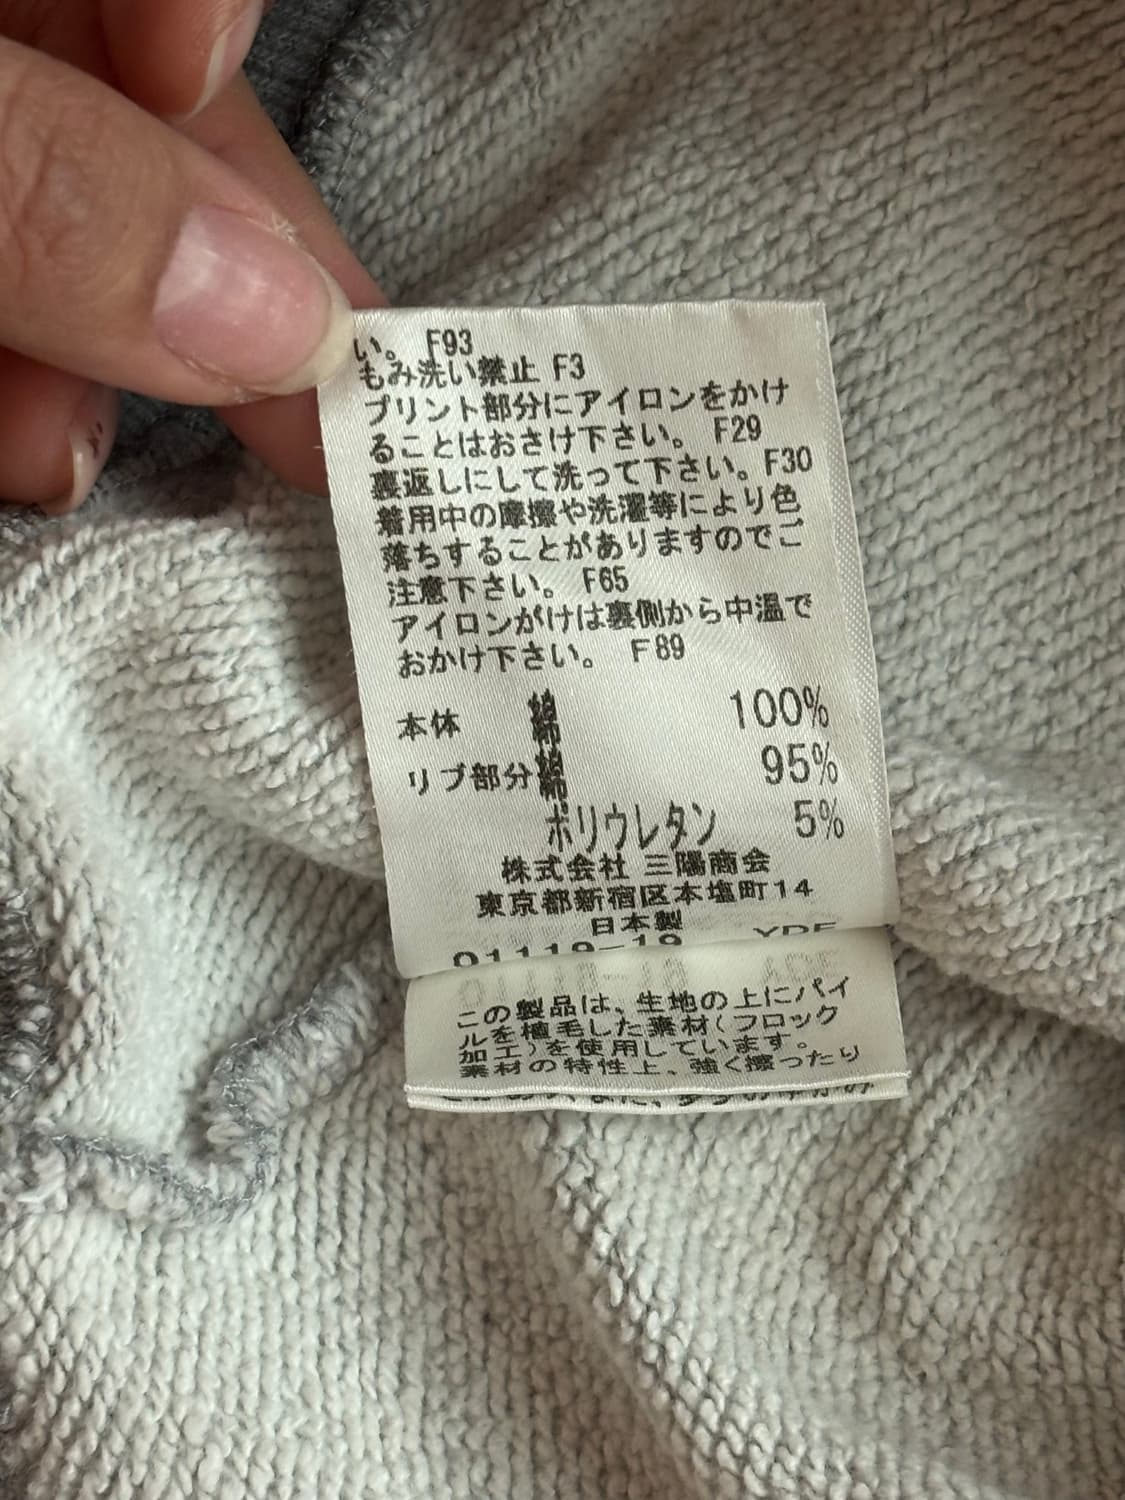 い。 F93
もみ洗い禁止 F3
プリント部分にアイロンをかけ
ることはおさけ下さい。 F29
裏返しにして洗って下さい。F30
着用中の摩擦や洗濯等により色
落ちすることがありますのでご
注意下さい。 F65
アイロンがけは裏側から中温で
おかけ下さい。 F89
本体 綿 100%
リブ部分 綿 95%
ポリウレタン 5%
株式会社 三陽商会
東京都新宿区本塩町14
日本製
01119-19 YDE
この製品は、生地の上にパイ
ルを植毛した素材(フロック
加工)を使用しています。
素材の特性上、強く擦ったり